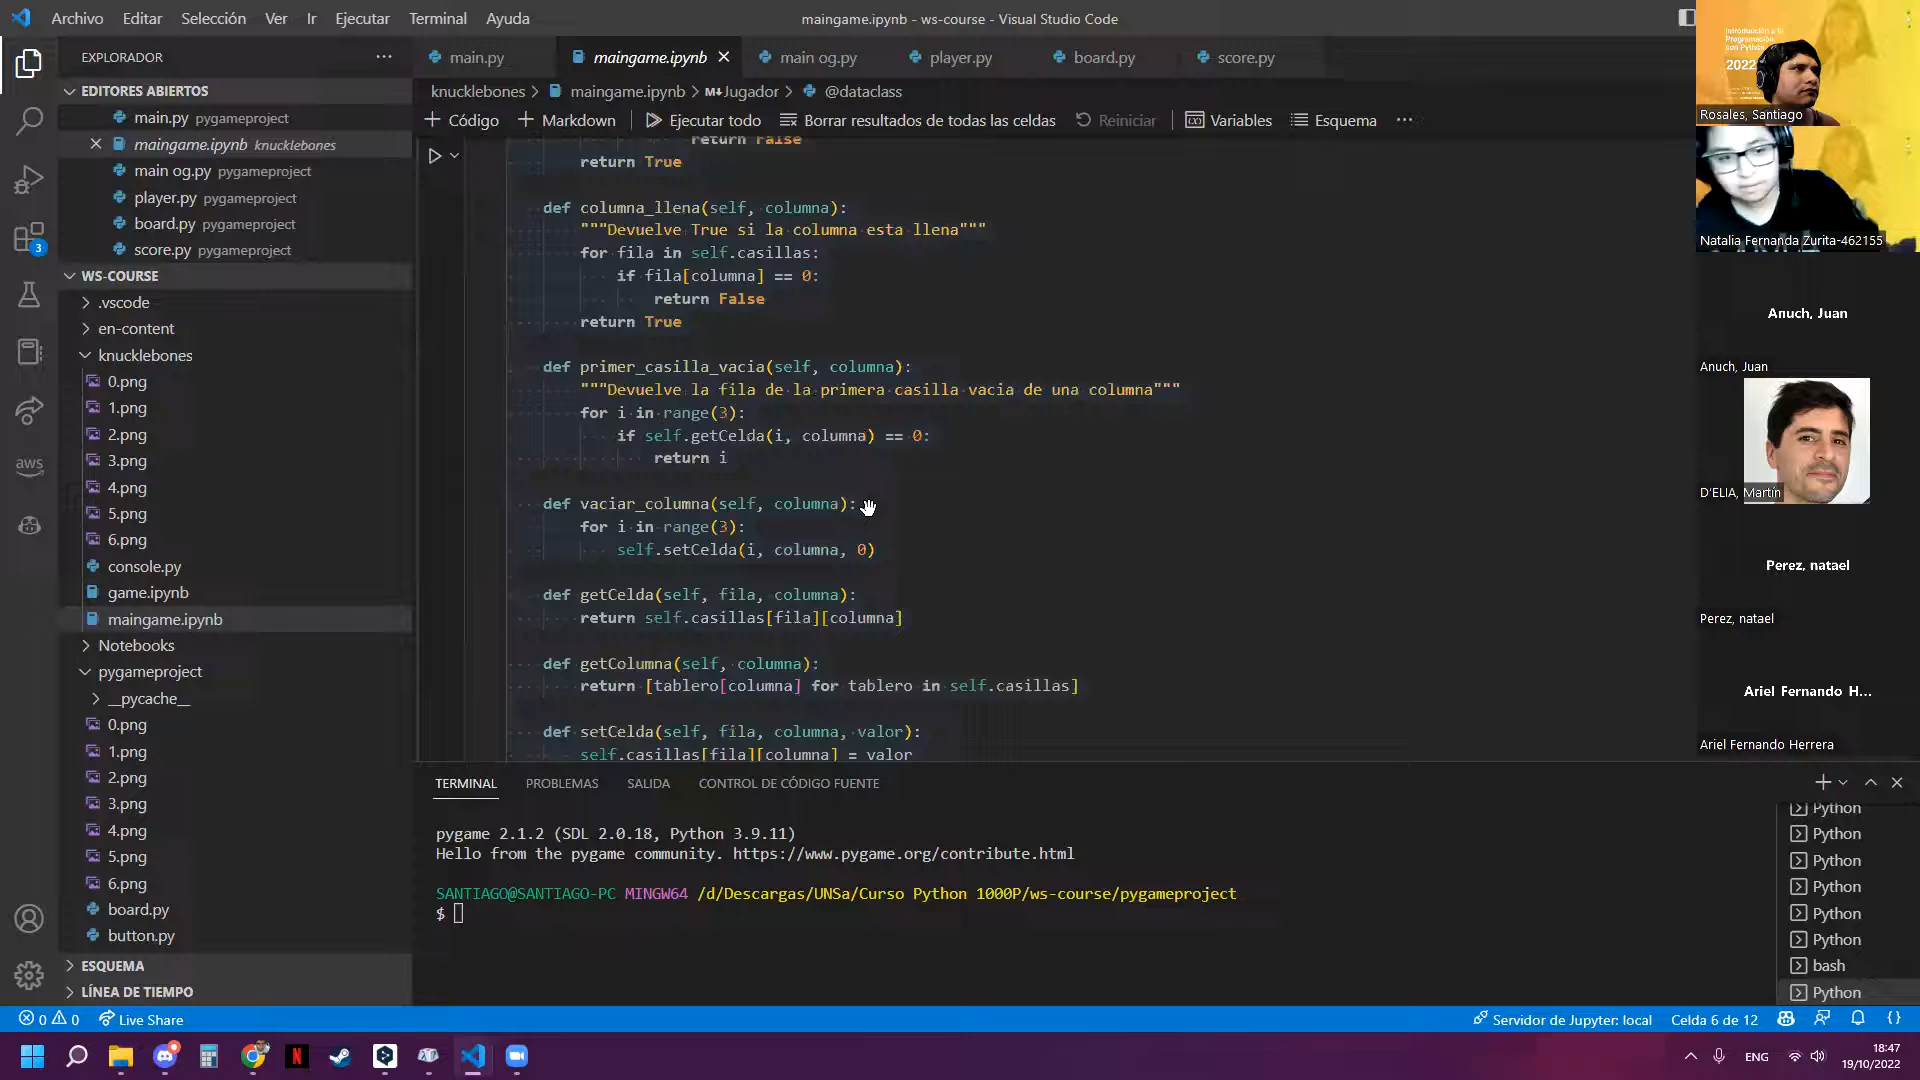 Archivo Editar Selección Ver Ir Ejecutar Terminal Ayuda
maingame.ipynb - ws-course - Visual Studio Code
EXPLORADOR
EDITORES ABIERTOS
main.py pygameproject
maingame.ipynb knucklebones
main og.py pygameproject
player.py pygameproject
board.py pygameproject
score.py pygameproject
WS-COURSE
.vscode
en-content
knucklebones
0.png
1.png
2.png
3.png
4.png
5.png
6.png
console.py
game.ipynb
maingame.ipynb
Notebooks
pygameproject
__pycache__
0.png
1.png
2.png
3.png
4.png
5.png
6.png
board.py
button.py
ESQUEMA
LÍNEA DE TIEMPO
main.py maingame.ipynb main og.py player.py board.py score.py
knucklebones > maingame.ipynb > M↓Jugador > @dataclass
Código Markdown Ejecutar todo Borrar resultados de todas las celdas Reiniciar Variables Esquema ...
return False
return True
def columna_llena(self, columna):
"""Devuelve True si la columna esta llena"""
for fila in self.casillas:
if fila[columna] == 0:
return False
return True
def primer_casilla_vacia(self, columna):
"""Devuelve la fila de la primera casilla vacia de una columna"""
for i in range(3):
if self.getCelda(i, columna) == 0:
return i
def vaciar_columna(self, columna):
for i in range(3):
self.setCelda(i, columna, 0)
def getCelda(self, fila, columna):
return self.casillas[fila][columna]
def getColumna(self, columna):
return [tablero[columna] for tablero in self.casillas]
def setCelda(self, fila, columna, valor):
self.casillas[fila][columna] = valor
TERMINAL PROBLEMAS SALIDA CONTROL DE CÓDIGO FUENTE
pygame 2.1.2 (SDL 2.0.18, Python 3.9.11)
Hello from the pygame community. https://www.pygame.org/contribute.html
SANTIAGO@SANTIAGO-PC MINGW64 /d/Descargas/UNSa/Curso Python 1000P/ws-course/pygameproject
$
Python
Python
Python
Python
Python
Python
bash
Python
Introducción a la
Programación
con Python
2022
Rosales, Santiago
Natalia Fernanda Zurita-462155
Anuch, Juan
Anuch, Juan
D'ELIA, Martín
Perez, natael
Perez, natael
Ariel Fernando H...
Ariel Fernando Herrera
3
aws
0 0 Live Share
Servidor de Jupyter: local Celda 6 de 12
ENG
18:47
19/10/2022